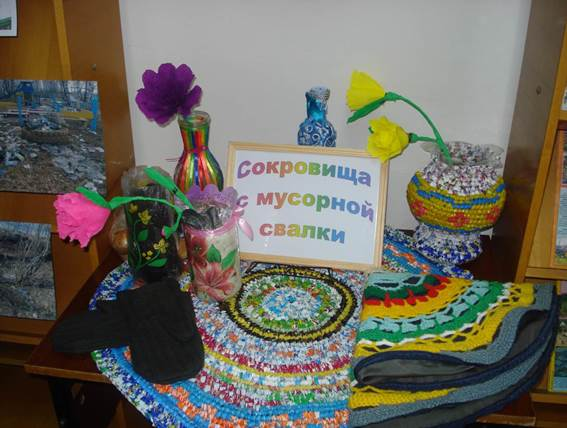 Сокровища
с мусорной
свалки